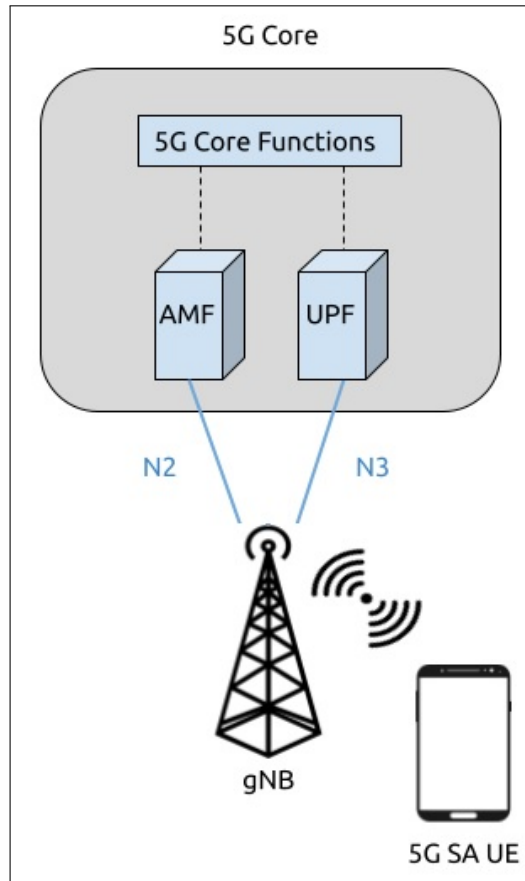 5G Core
5G Core Functions
AMF
UPF
N2
N3
gNB
5G SA UE